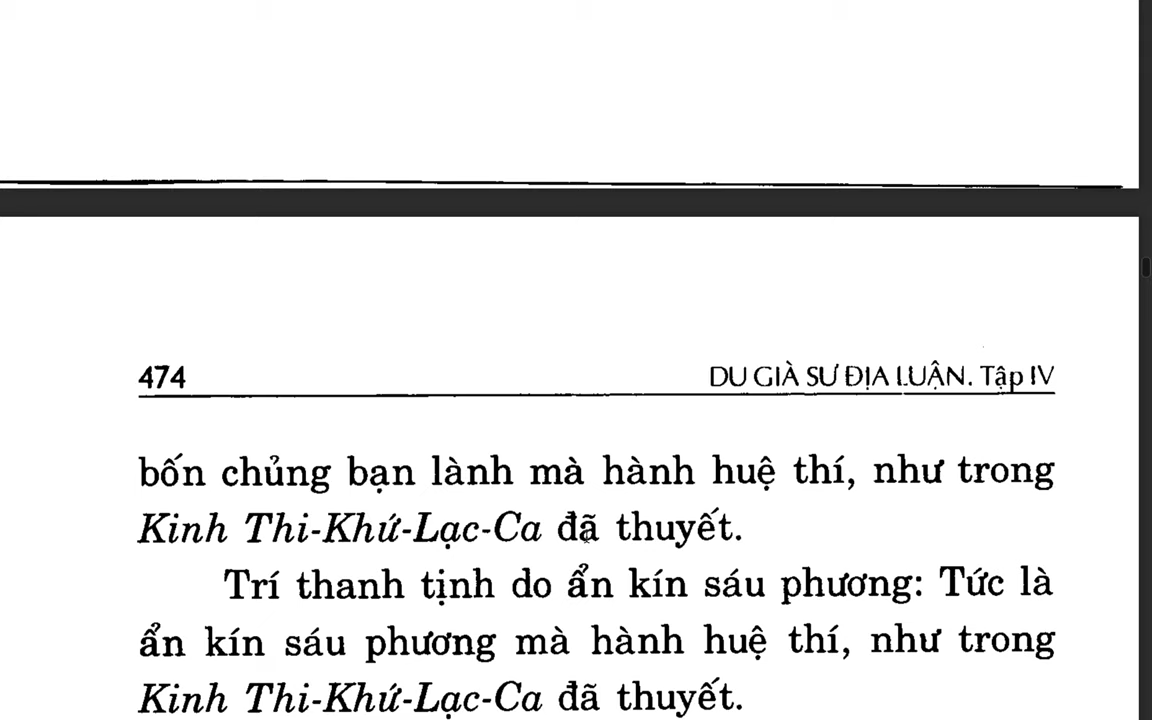 474
DU GIÀ SƯ ĐỊA LUẬN. Tập IV
bốn chủng bạn lành mà hành huệ thí, như trong
Kinh Thi-Khứ-Lạc-Ca đã thuyết.
Trí thanh tịnh do ẩn kín sáu phương: Tức là
ẩn kín sáu phương mà hành huệ thí, như trong
Kinh Thi-Khứ-Lạc-Ca đã thuyết.